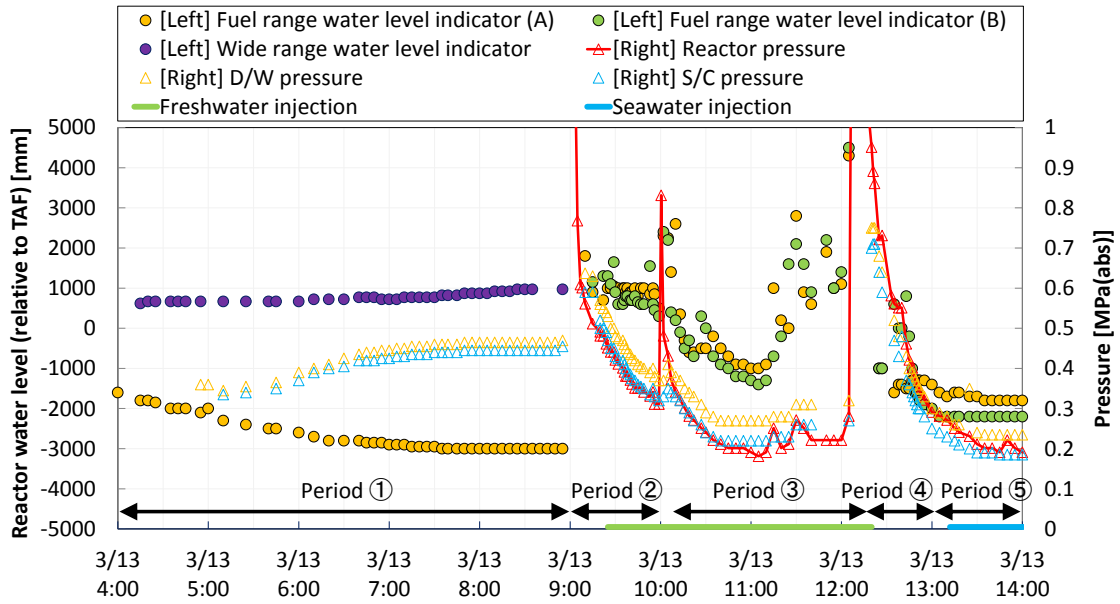 [Left] Fuel range water level indicator (A)
[Left] Fuel range water level indicator (B)
[Left] Wide range water level indicator
[Right] Reactor pressure
[Right] D/W pressure
[Right] S/C pressure
Freshwater injection
Seawater injection
Reactor water level (relative to TAF) [mm]
5000
4000
3000
2000
1000
0
-1000
-2000
-3000
-4000
-5000
1
0.9
0.8
0.7
0.6
0.5
0.4
0.3
0.2
0.1
0
Pressure [MPa(abs)]
Period ①
Period ②
Period ③
Period ④
Period ⑤
3/13
4:00
3/13
5:00
3/13
6:00
3/13
7:00
3/13
8:00
3/13
9:00
3/13
10:00
3/13
11:00
3/13
12:00
3/13
13:00
3/13
14:00